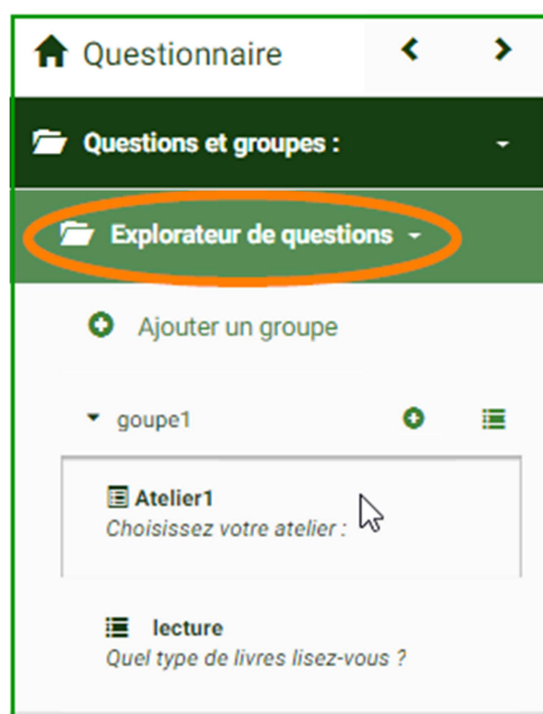 Questionnaire
Questions et groupes :
Explorateur de questions
Ajouter un groupe
goupe1
Atelier1
Choisissez votre atelier :
lecture
Quel type de livres lisez-vous ?